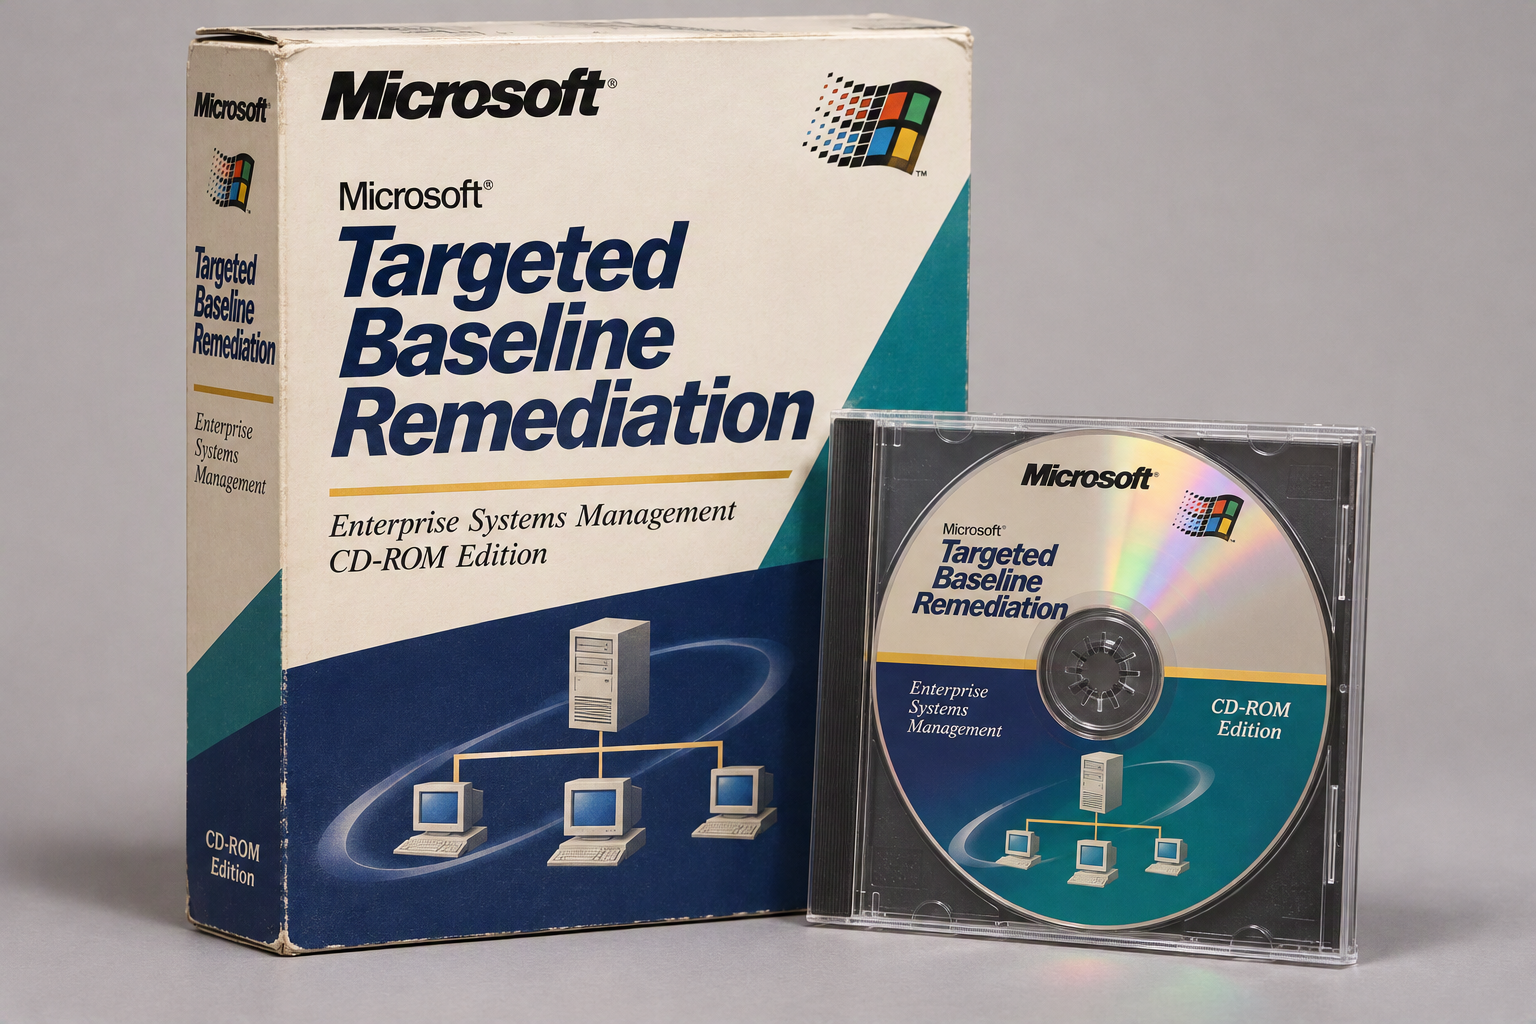 Microsoft®
Targeted
Baseline
Remediation
Enterprise
Systems
Management
CD-ROM
Edition
Microsoft®
™
Microsoft®
Targeted
Baseline
Remediation
Enterprise Systems Management
CD-ROM Edition
Microsoft®
Microsoft®
Targeted
Baseline
Remediation
Enterprise
Systems
Management
CD-ROM
Edition